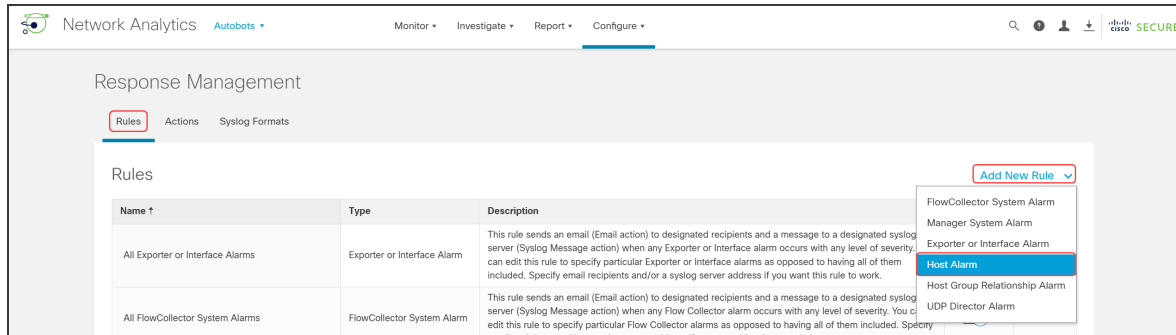 Network Analytics Autobots Monitor Investigate Report Configure cisco SECURE
Response Management
Rules Actions Syslog Formats
Rules Add New Rule
Name ↑ Type Description
FlowCollector System Alarm
Manager System Alarm
Exporter or Interface Alarm
Host Alarm
Host Group Relationship Alarm
UDP Director Alarm
All Exporter or Interface Alarms Exporter or Interface Alarm
This rule sends an email (Email action) to designated recipients and a message to a designated syslog
server (Syslog Message action) when any Exporter or Interface alarm occurs with any level of severity.
can edit this rule to specify particular Exporter or Interface alarms as opposed to having all of them
included. Specify email recipients and/or a syslog server address if you want this rule to work.
All FlowCollector System Alarms FlowCollector System Alarm
This rule sends an email (Email action) to designated recipients and a message to a designated syslog
server (Syslog Message action) when any Flow Collector alarm occurs with any level of severity. You ca
edit this rule to specify particular Flow Collector alarms as opposed to having all of them included. Specify